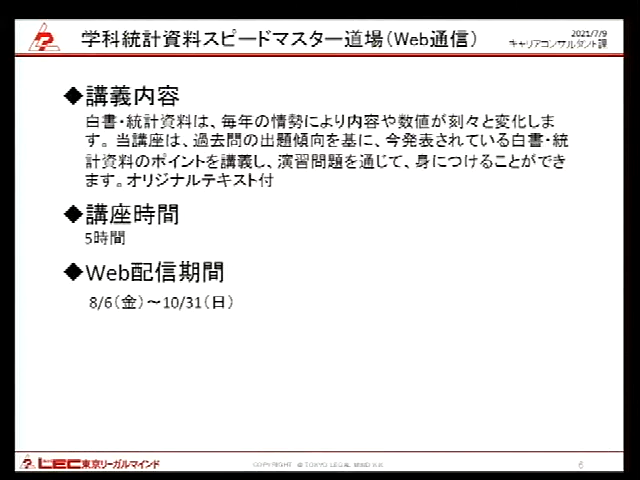 学科統計資料スピードマスター道場(Web通信)
2021/7/9
キャリアコンサルタント課
◆講義内容
白書・統計資料は、毎年の情勢により内容や数値が刻々と変化しま
す。当講座は、過去問の出題傾向を基に、今発表されている白書・統
計資料のポイントを講義し、演習問題を通じて、身につけることができ
ます。オリジナルテキスト付
◆講座時間
5時間
◆Web配信期間
8/6(金)～10/31(日)
LEC東京リーガルマインド
COPYRIGHT @ TOKYO LEGAL MIND K.K
6